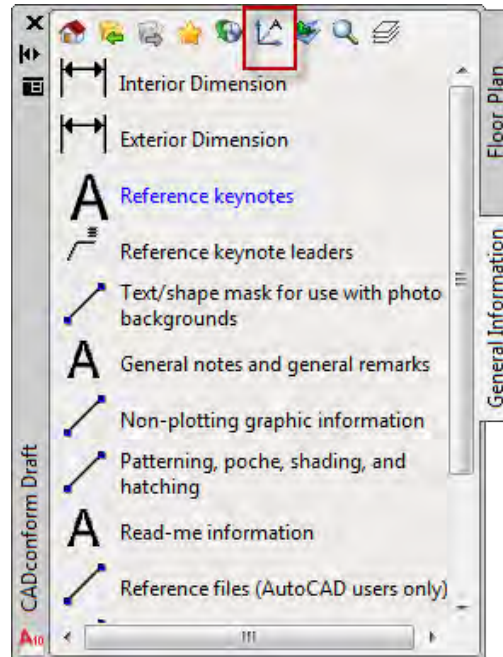 Interior Dimension
Exterior Dimension
A Reference keynotes
Reference keynote leaders
Text/shape mask for use with photo
backgrounds
A General notes and general remarks
Non-plotting graphic information
Patterning, poche, shading, and
hatching
A Read-me information
Reference files (AutoCAD users only)
Floor Plan
General Information
CADconform Draft
A10